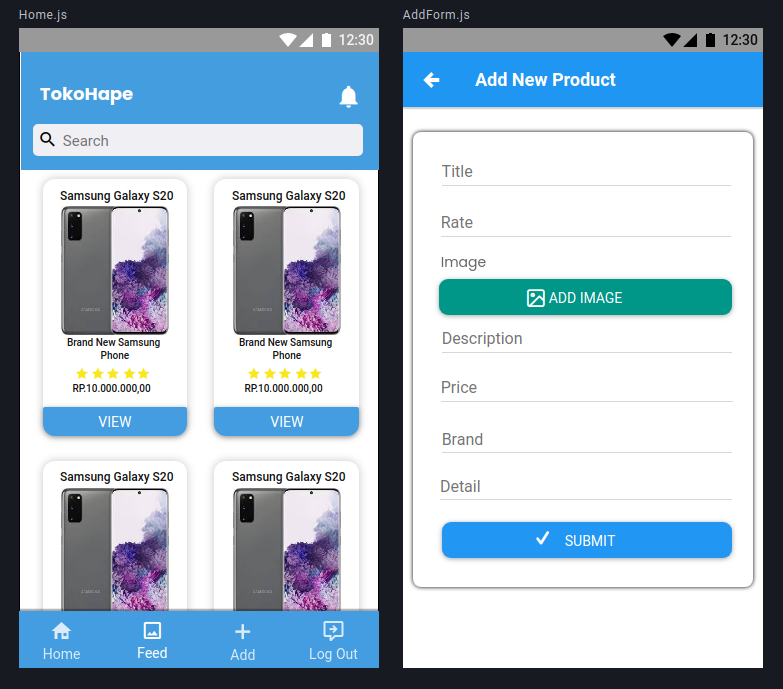 Home.js
12:30
TokoHape
Search
Samsung Galaxy S20
Brand New Samsung
Phone
RP.10.000.000,00
VIEW
Samsung Galaxy S20
Brand New Samsung
Phone
RP.10.000.000,00
VIEW
Samsung Galaxy S20
Samsung Galaxy S20
Home
Feed
Add
Log Out
AddForm.js
12:30
Add New Product
Title
Rate
Image
ADD IMAGE
Description
Price
Brand
Detail
SUBMIT